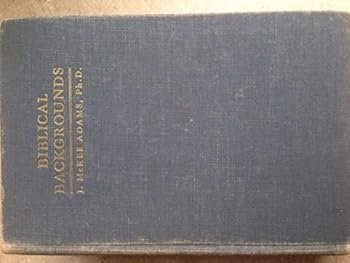 BIBLICAL
BACKGROUNDS
J. McKEE ADAMS, Ph.D.